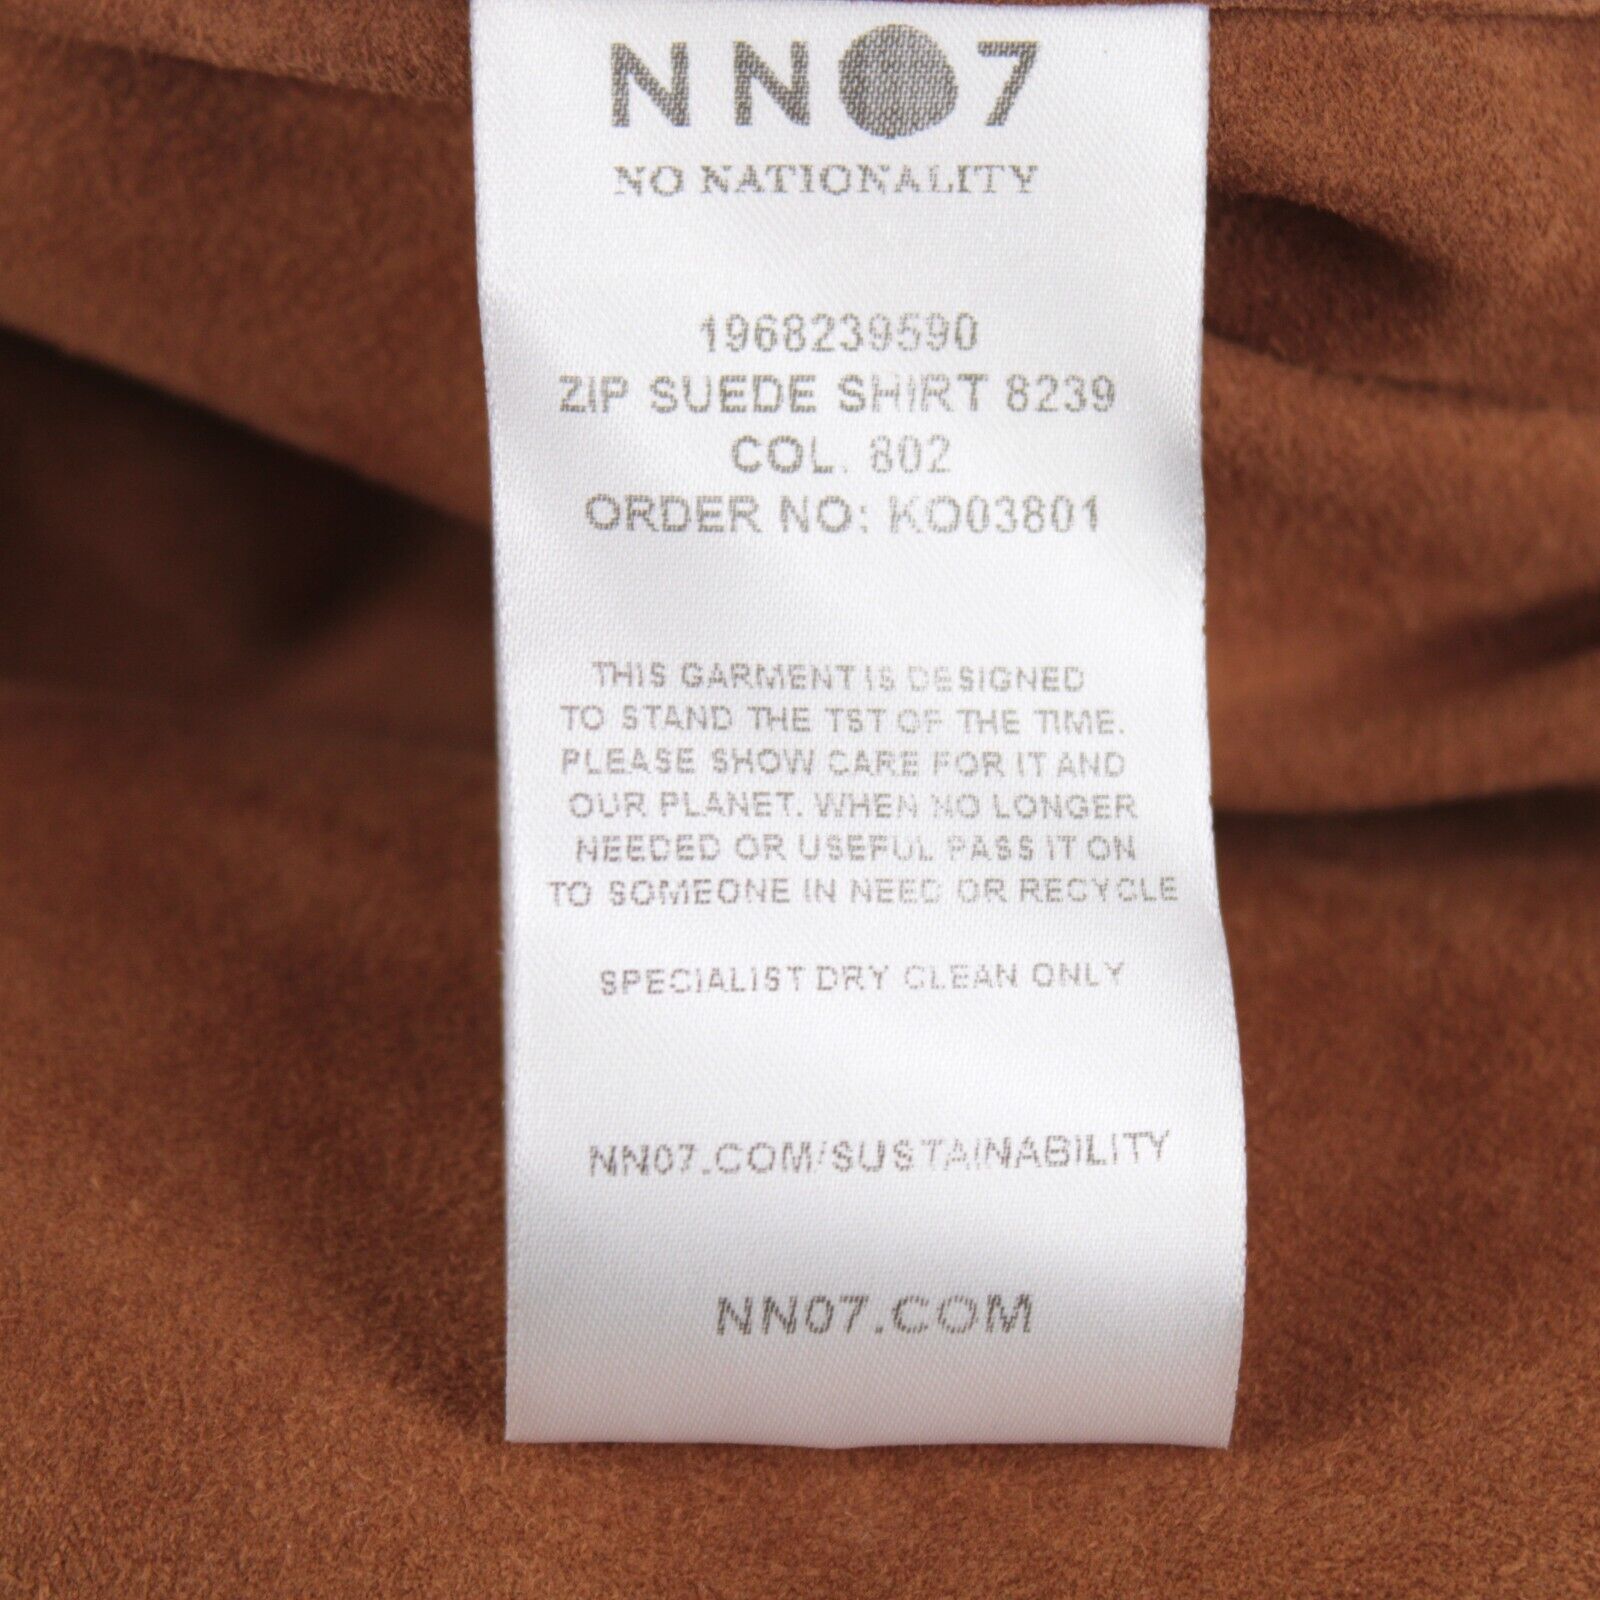 NN07
NO NATIONALITY
1968239590
ZIP SUEDE SHIRT 8239
COL. 802
ORDER NO: KO03801
THIS GARMENT IS DESIGNED
TO STAND THE TST OF THE TIME.
PLEASE SHOW CARE FOR IT AND
OUR PLANET. WHEN NO LONGER
NEEDED OR USEFUL PASS IT ON
TO SOMEONE IN NEED OR RECYCLE
SPECIALIST DRY CLEAN ONLY
NN07.COM/SUSTAINABILITY
NN07.COM